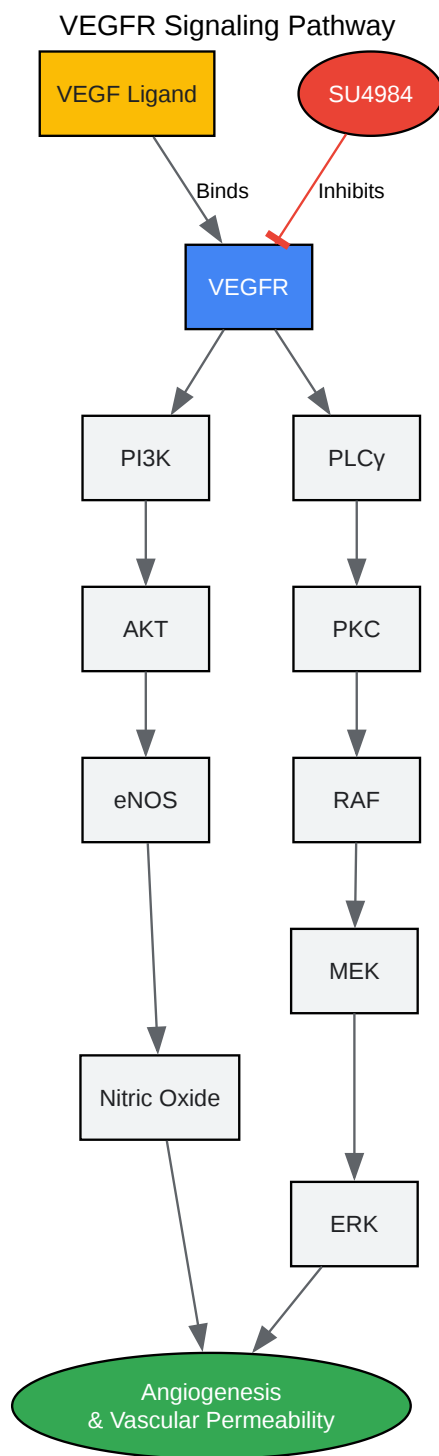 VEGFR Signaling Pathway
VEGF Ligand
SU4984
Binds
Inhibits
VEGFR
PI3K
PLCγ
AKT
PKC
eNOS
RAF
MEK
Nitric Oxide
ERK
Angiogenesis
& Vascular Permeability